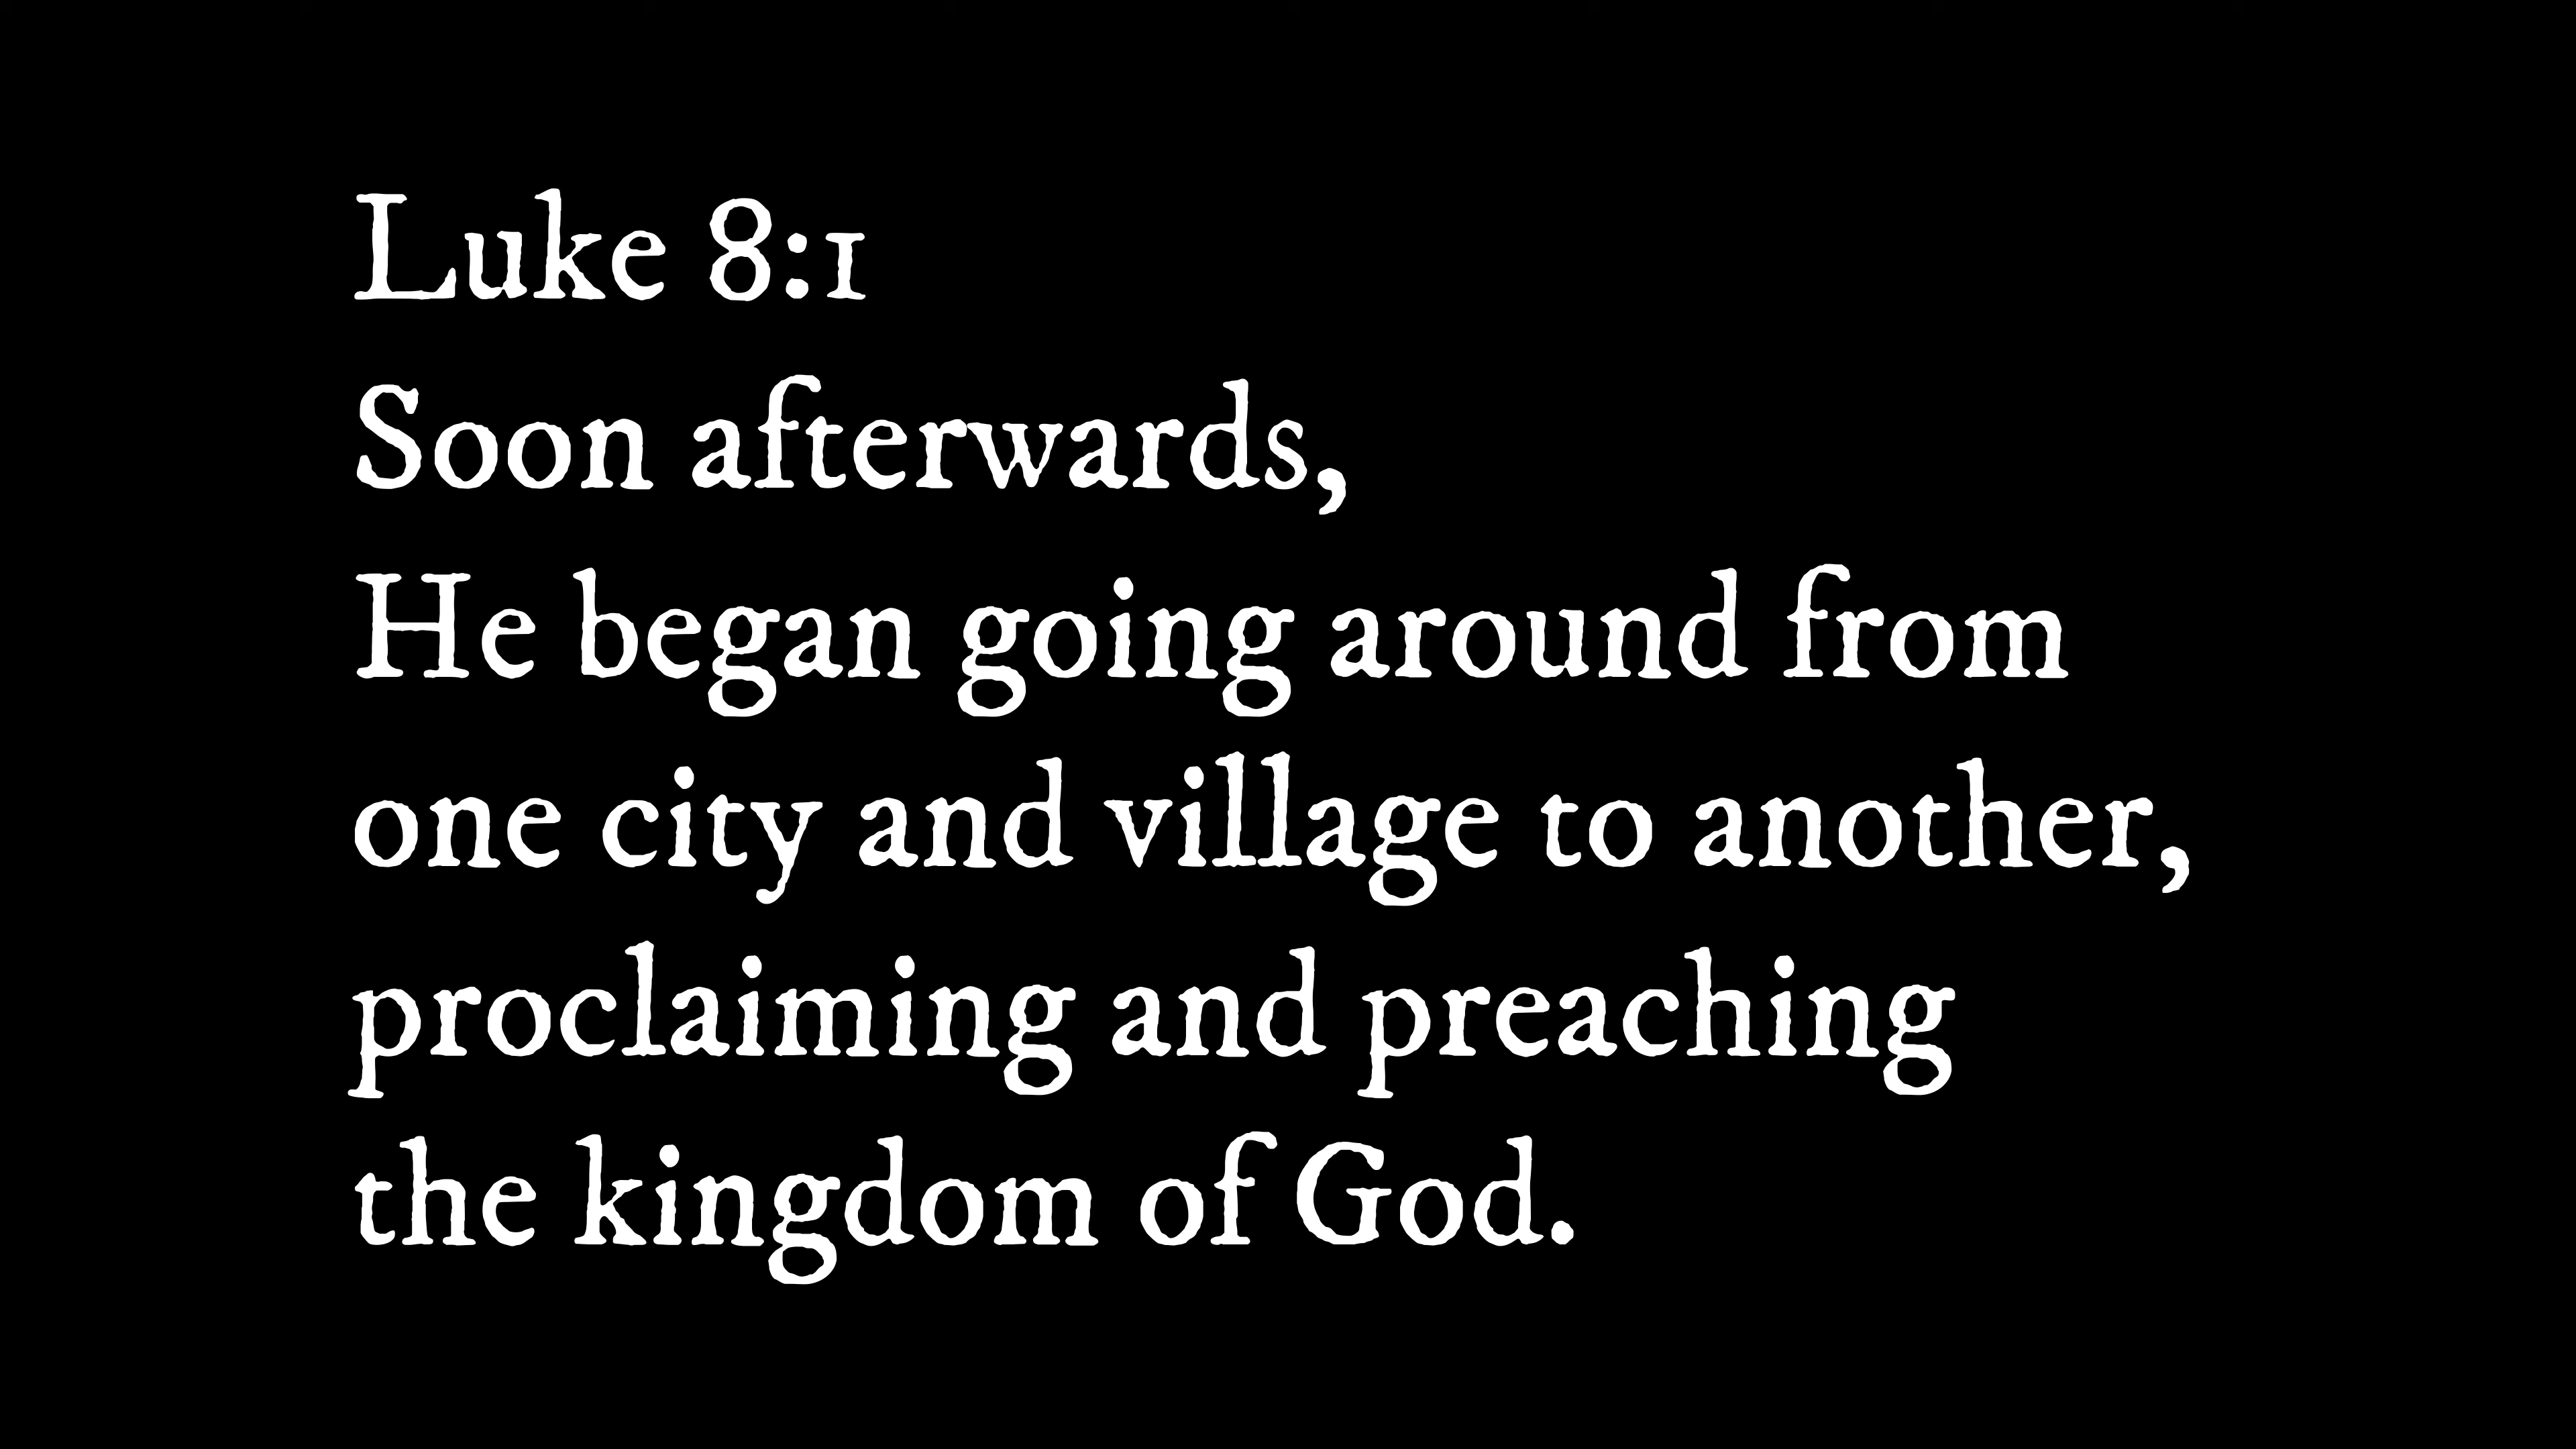 Luke 8:1
Soon afterwards,
He began going around from
one city and village to another,
proclaiming and preaching
the kingdom of God.